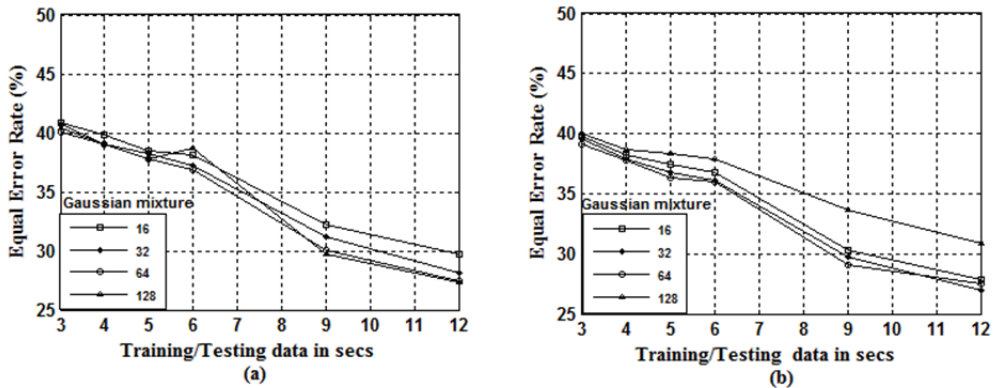 50
45
40
35
30
25
Equal Error Rate (%)
Gaussian mixture
16
32
64
128
3 4 5 6 7 8 9 10 11 12
Training/Testing data in secs
(a)
50
45
40
35
30
25
Equal Error Rate (%)
Gaussian mixture
16
32
64
128
3 4 5 6 7 8 9 10 11 12
Training/Testing data in secs
(b)